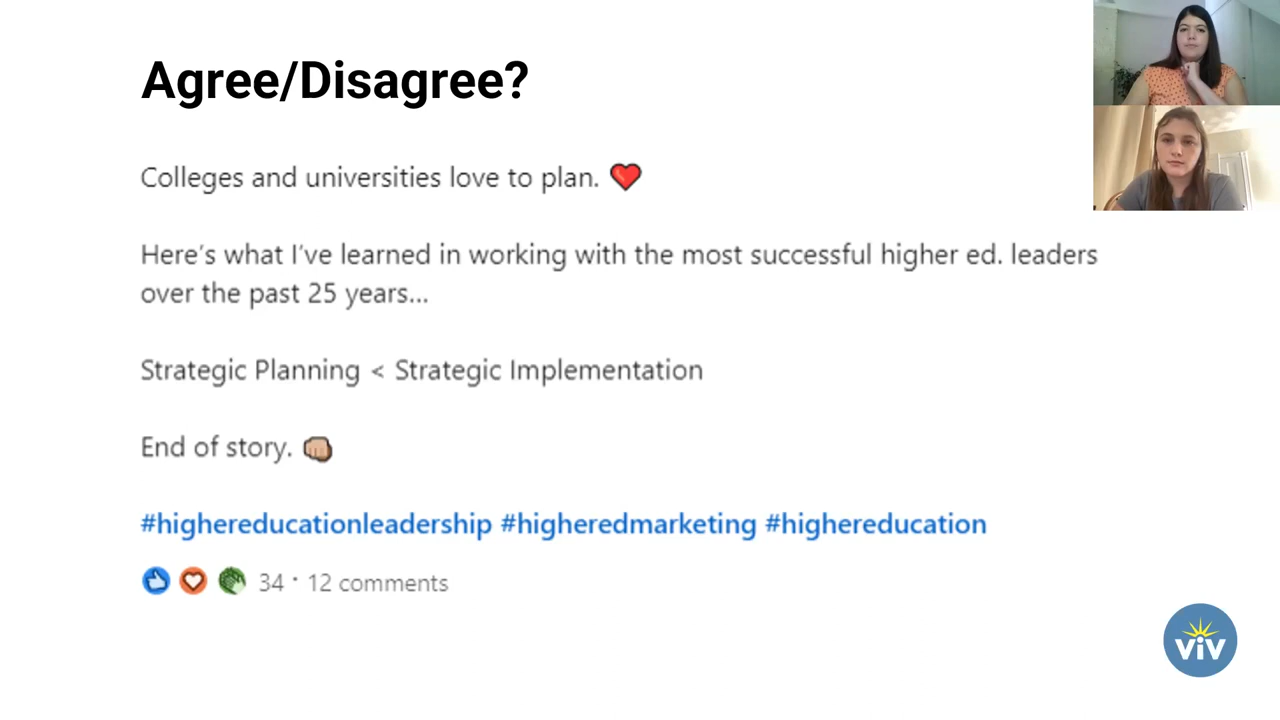 Agree/Disagree?
Colleges and universities love to plan. ❤️
Here's what I've learned in working with the most successful higher ed. leaders
over the past 25 years...
Strategic Planning < Strategic Implementation
End of story. 👊🏼
#highereducationleadership #higheredmarketing #highereducation
34 · 12 comments
viv